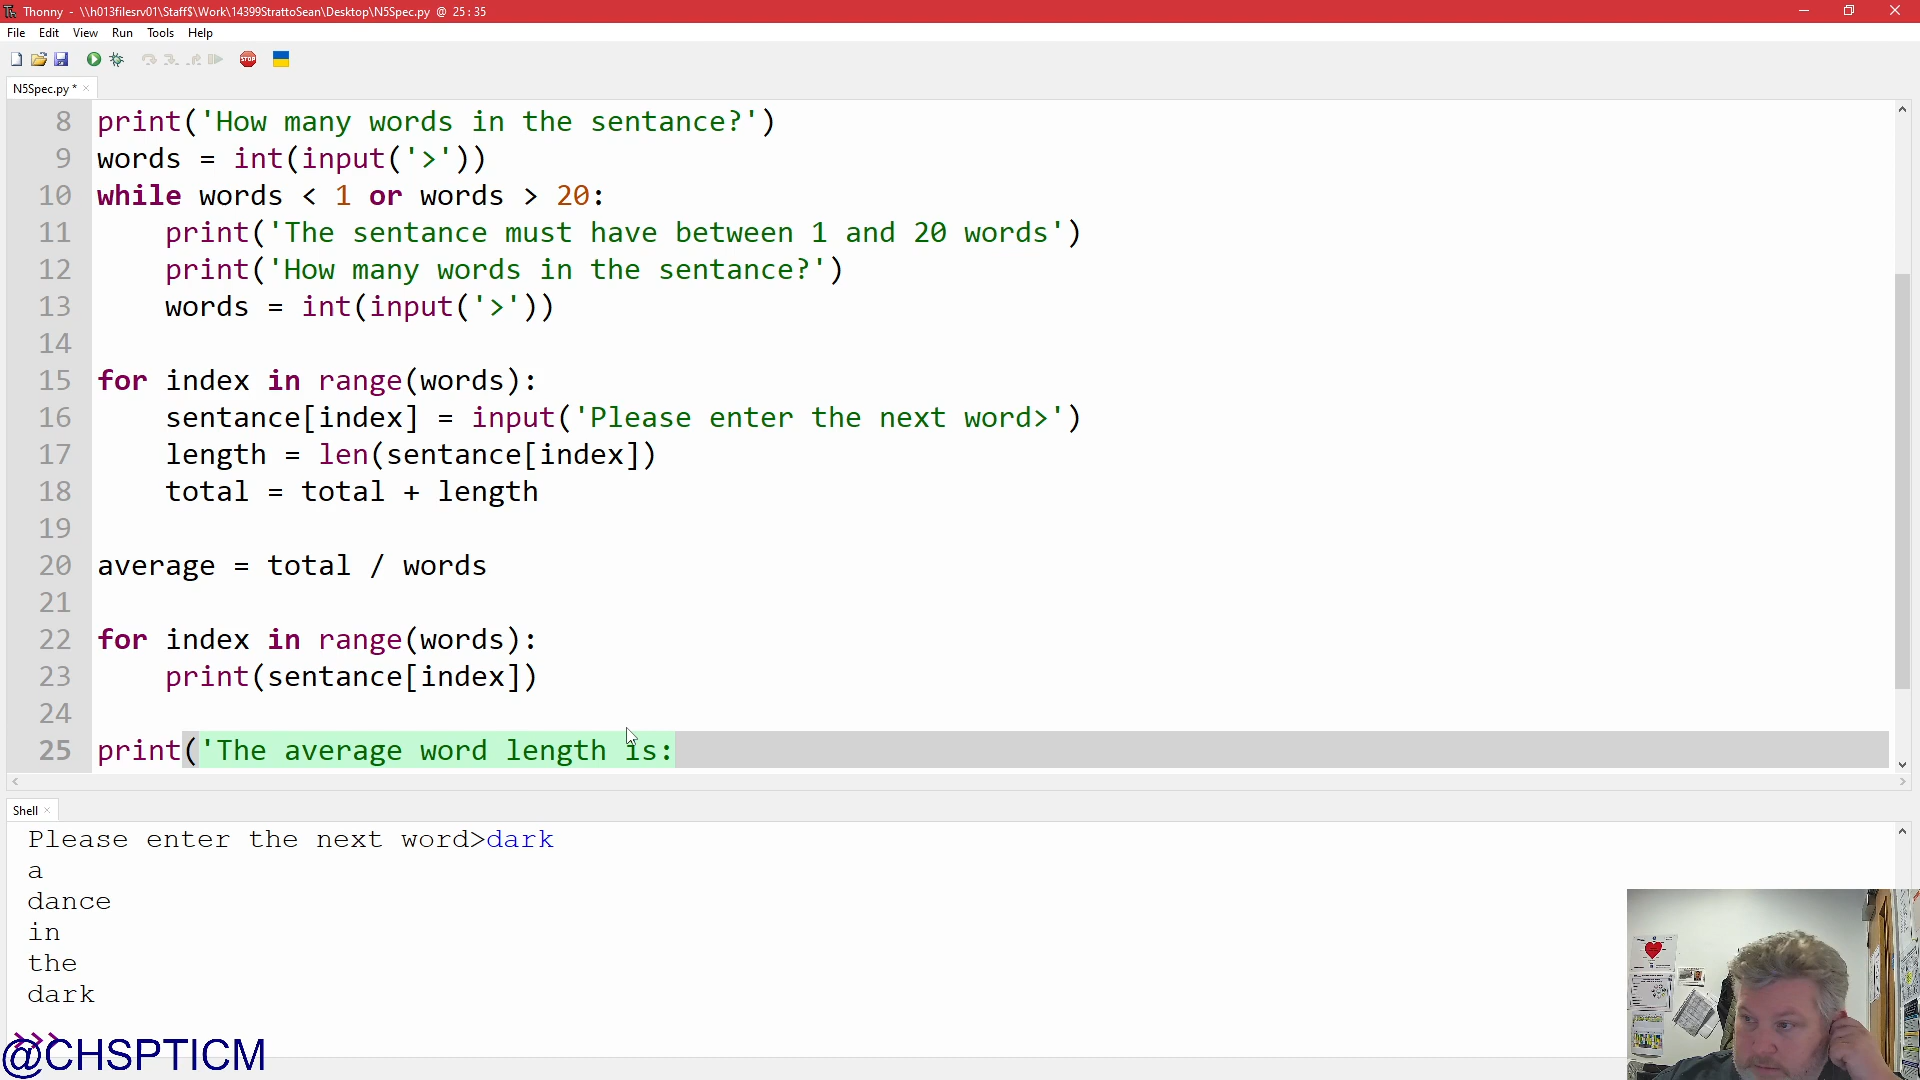 Thonny - \\h013filesrv01\Staff$\Work\14399StrattoSean\Desktop\N5Spec.py @ 25:35
File Edit View Run Tools Help
STOP
N5Spec.py * ×
8 print('How many words in the sentance?')
9 words = int(input('>'))
10 while words < 1 or words > 20:
11 print('The sentance must have between 1 and 20 words')
12 print('How many words in the sentance?')
13 words = int(input('>'))
14
15 for index in range(words):
16 sentance[index] = input('Please enter the next word>')
17 length = len(sentance[index])
18 total = total + length
19
20 average = total / words
21
22 for index in range(words):
23 print(sentance[index])
24
25 print('The average word length is:
Shell ×
Please enter the next word>dark
a
dance
in
the
dark
>>>
@CHSPTICM